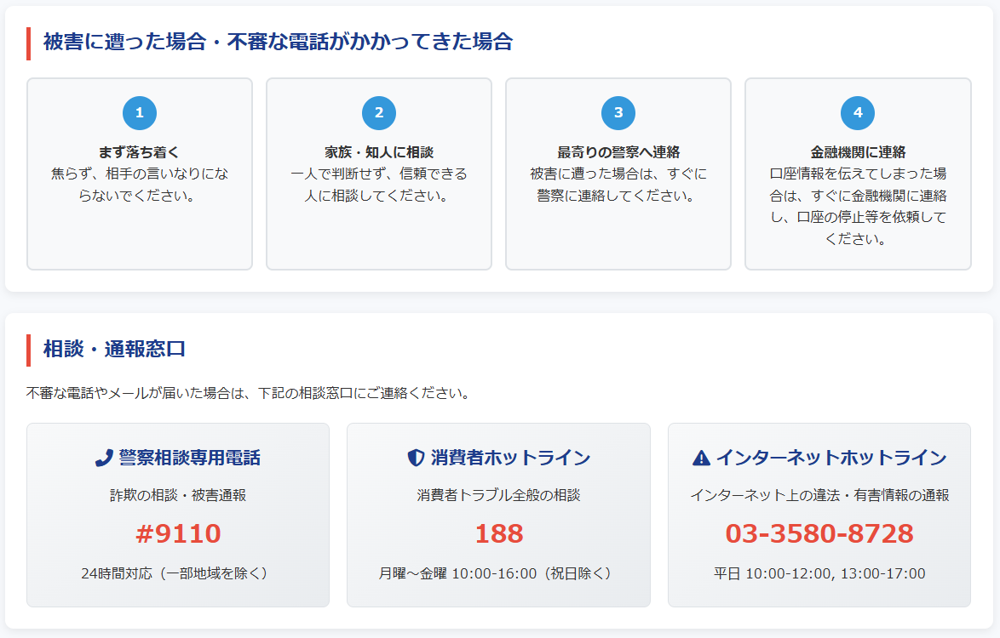 被害に遭った場合・不審な電話がかかってきた場合
1
まず落ち着く
焦らず、相手の言いなりにな
らないでください。
2
家族・知人に相談
一人で判断せず、信頼できる
人に相談してください。
3
最寄りの警察へ連絡
被害に遭った場合は、すぐに
警察に連絡してください。
4
金融機関に連絡
口座情報を伝えてしまった場
合は、すぐに金融機関に連絡
し、口座の停止等を依頼して
ください。
相談・通報窓口
不審な電話やメールが届いた場合は、下記の相談窓口にご連絡ください。
警察相談専用電話
詐欺の相談・被害通報
#9110
24時間対応（一部地域を除く）
消費者ホットライン
消費者トラブル全般の相談
188
月曜～金曜 10:00-16:00（祝日除く）
インターネットホットライン
インターネット上の違法・有害情報の通報
03-3580-8728
平日 10:00-12:00, 13:00-17:00